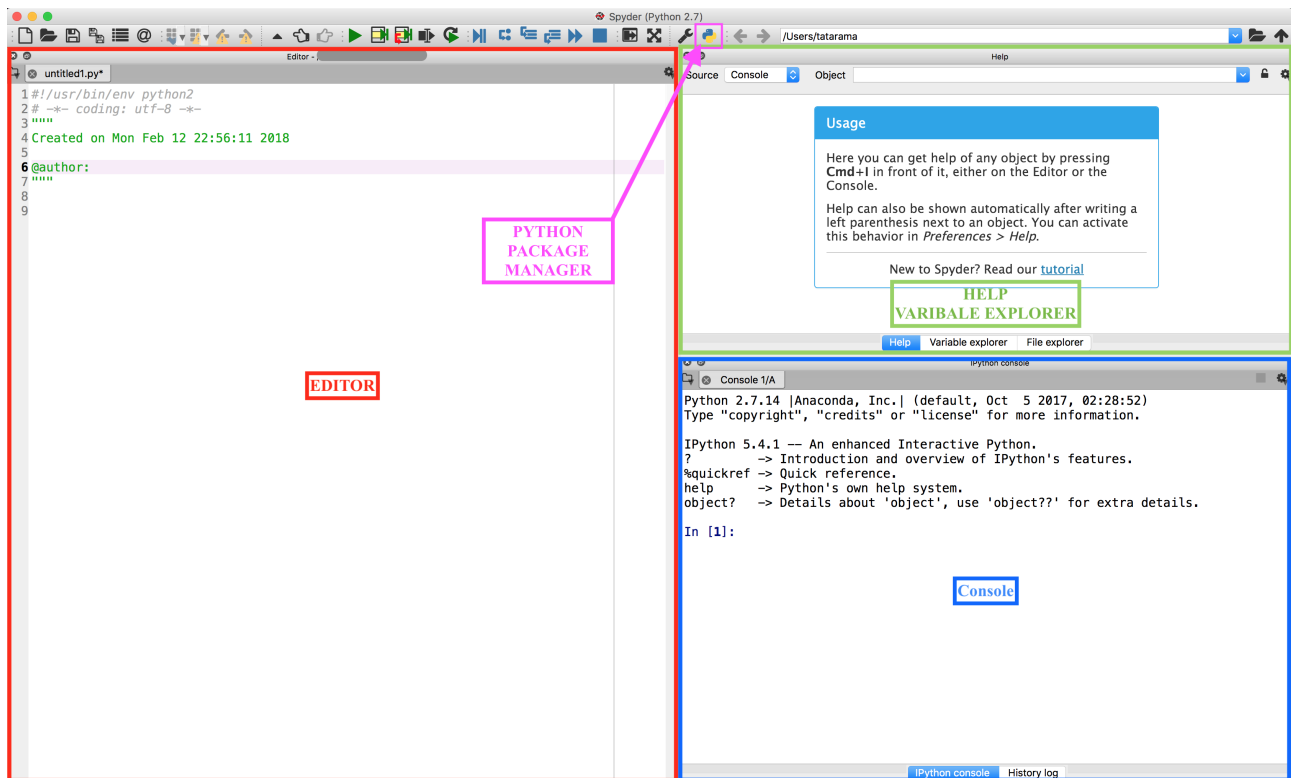 Spyder (Python 2.7)
/Users/tatarama
Editor - /
untitled1.py*
1 #!/usr/bin/env python2
2 # -*- coding: utf-8 -*-
3 """
4 Created on Mon Feb 12 22:56:11 2018
5
6 @author:
7 """
8
9
PYTHON
PACKAGE
MANAGER
EDITOR
Help
Source Console Object
Usage
Here you can get help of any object by pressing
Cmd+I in front of it, either on the Editor or the
Console.
Help can also be shown automatically after writing a
left parenthesis next to an object. You can activate
this behavior in Preferences > Help.
New to Spyder? Read our tutorial
HELP
VARIBALE EXPLORER
Help Variable explorer File explorer
IPython console
Console 1/A
Python 2.7.14 |Anaconda, Inc.| (default, Oct  5 2017, 02:28:52)
Type "copyright", "credits" or "license" for more information.
IPython 5.4.1 -- An enhanced Interactive Python.
?         -> Introduction and overview of IPython's features.
%quickref -> Quick reference.
help      -> Python's own help system.
object?   -> Details about 'object', use 'object??' for extra details.
In [1]:
Console
IPython console History log